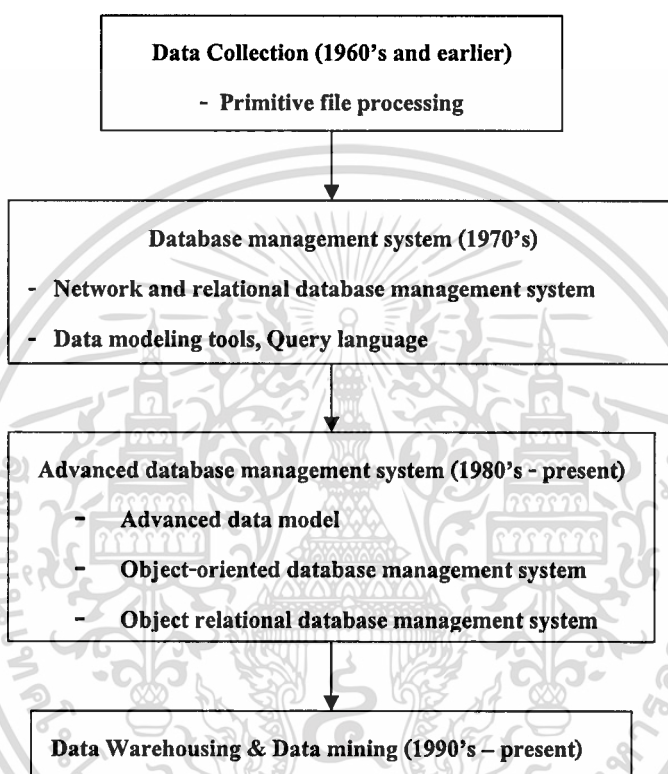 Data Collection (1960's and earlier)
- Primitive file processing
Database management system (1970's)
- Network and relational database management system
- Data modeling tools, Query language
Advanced database management system (1980's - present)
- Advanced data model
- Object-oriented database management system
- Object relational database management system
Data Warehousing & Data mining (1990's – present)